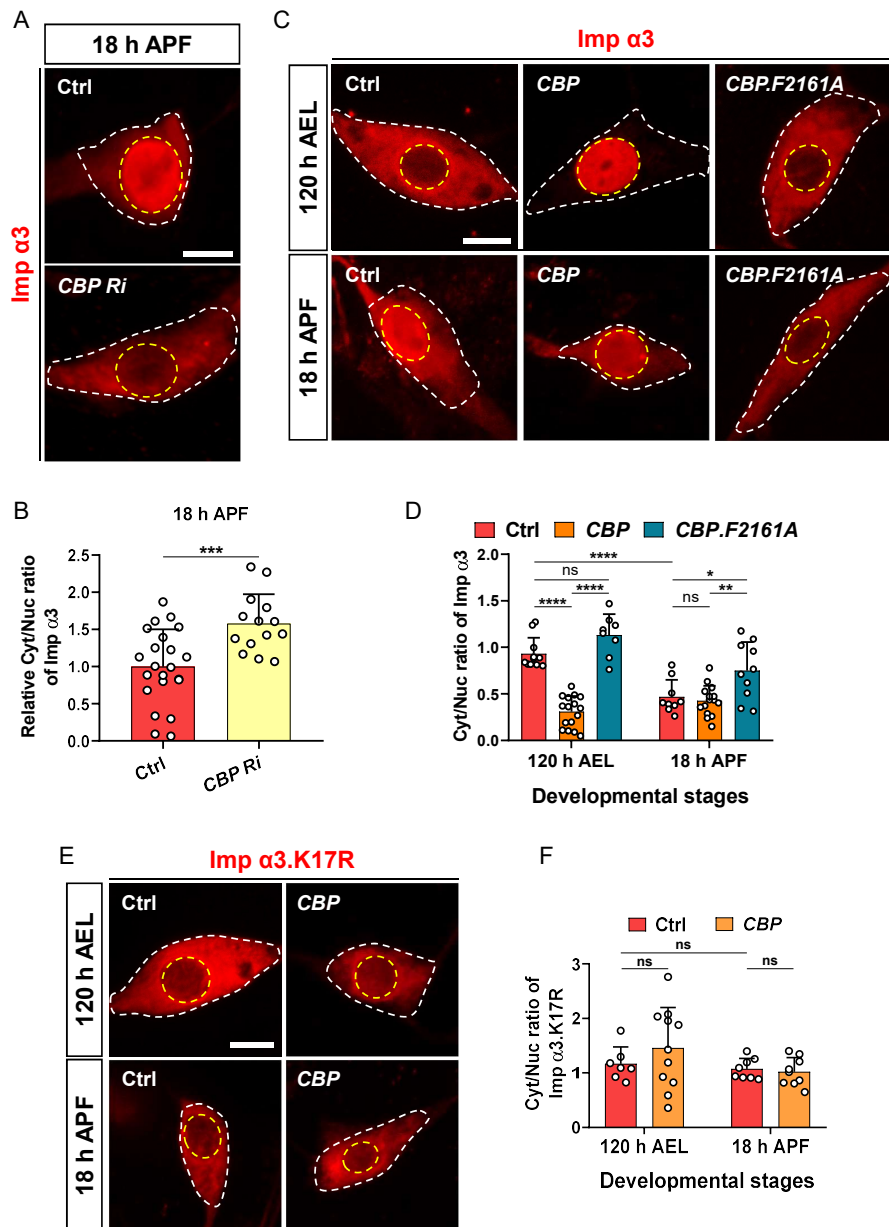 A
18 h APF
Imp α3
Ctrl
CBP Ri
B
18 h APF
***
Relative Cyt/Nuc ratio
of Imp α3
2.5
2.0
1.5
1.0
0.5
0.0
Ctrl
CBP Ri
C
Imp α3
120 h AEL
Ctrl
CBP
CBP.F2161A
18 h APF
Ctrl
CBP
CBP.F2161A
D
Ctrl CBP CBP.F2161A
Cyt/Nuc ratio of Imp α3
2.0
1.5
1.0
0.5
0.0
****
ns
**** ****
*
ns **
120 h AEL 18 h APF
Developmental stages
E
Imp α3.K17R
120 h AEL
Ctrl
CBP
18 h APF
Ctrl
CBP
F
Ctrl CBP
Cyt/Nuc ratio of
Imp α3.K17R
3
2
1
0
ns
ns ns
120 h AEL 18 h APF
Developmental stages